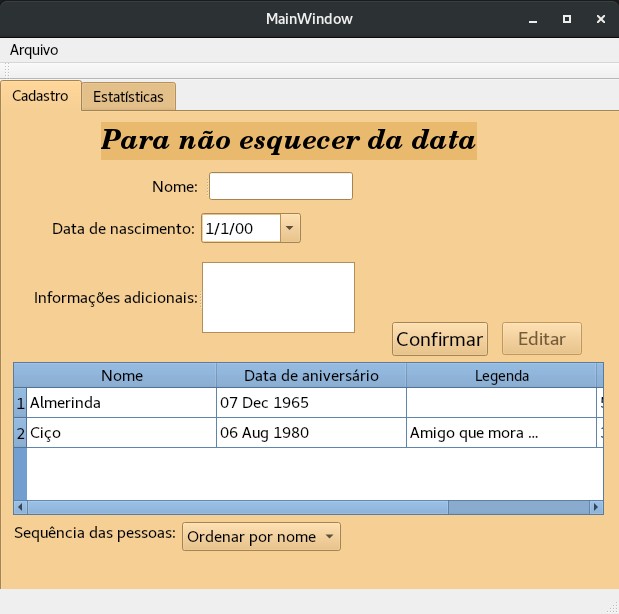 MainWindow
Arquivo
Cadastro Estatísticas
Para não esquecer da data
Nome:
Data de nascimento: 1/1/00
Informações adicionais:
Confirmar Editar
Nome Data de aniversário Legenda
1 Almerinda 07 Dec 1965
2 Ciço 06 Aug 1980 Amigo que mora ...
Sequência das pessoas: Ordenar por nome